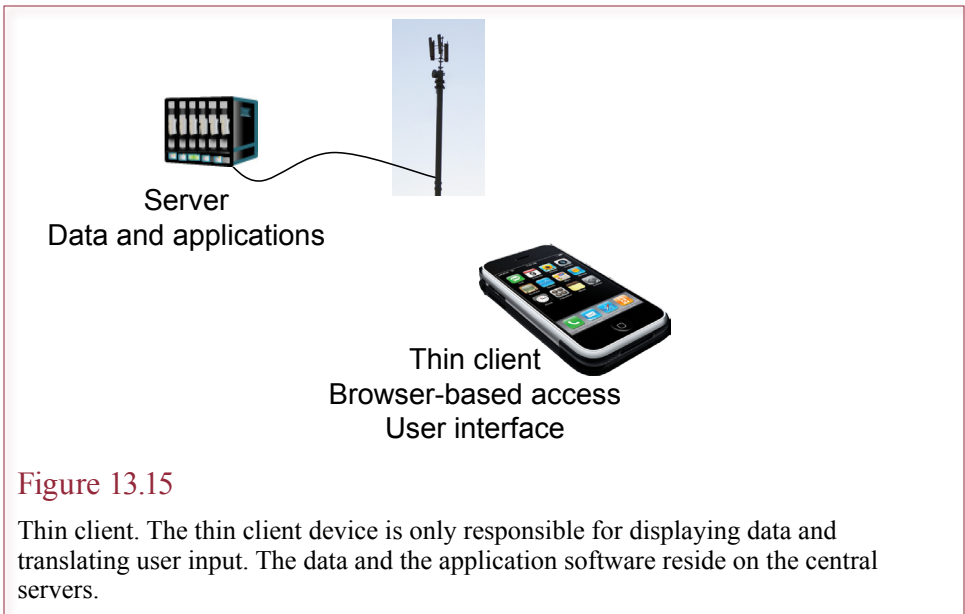 Server
Data and applications
Thin client
Browser-based access
User interface
Figure 13.15
Thin client. The thin client device is only responsible for displaying data and
translating user input. The data and the application software reside on the central
servers.